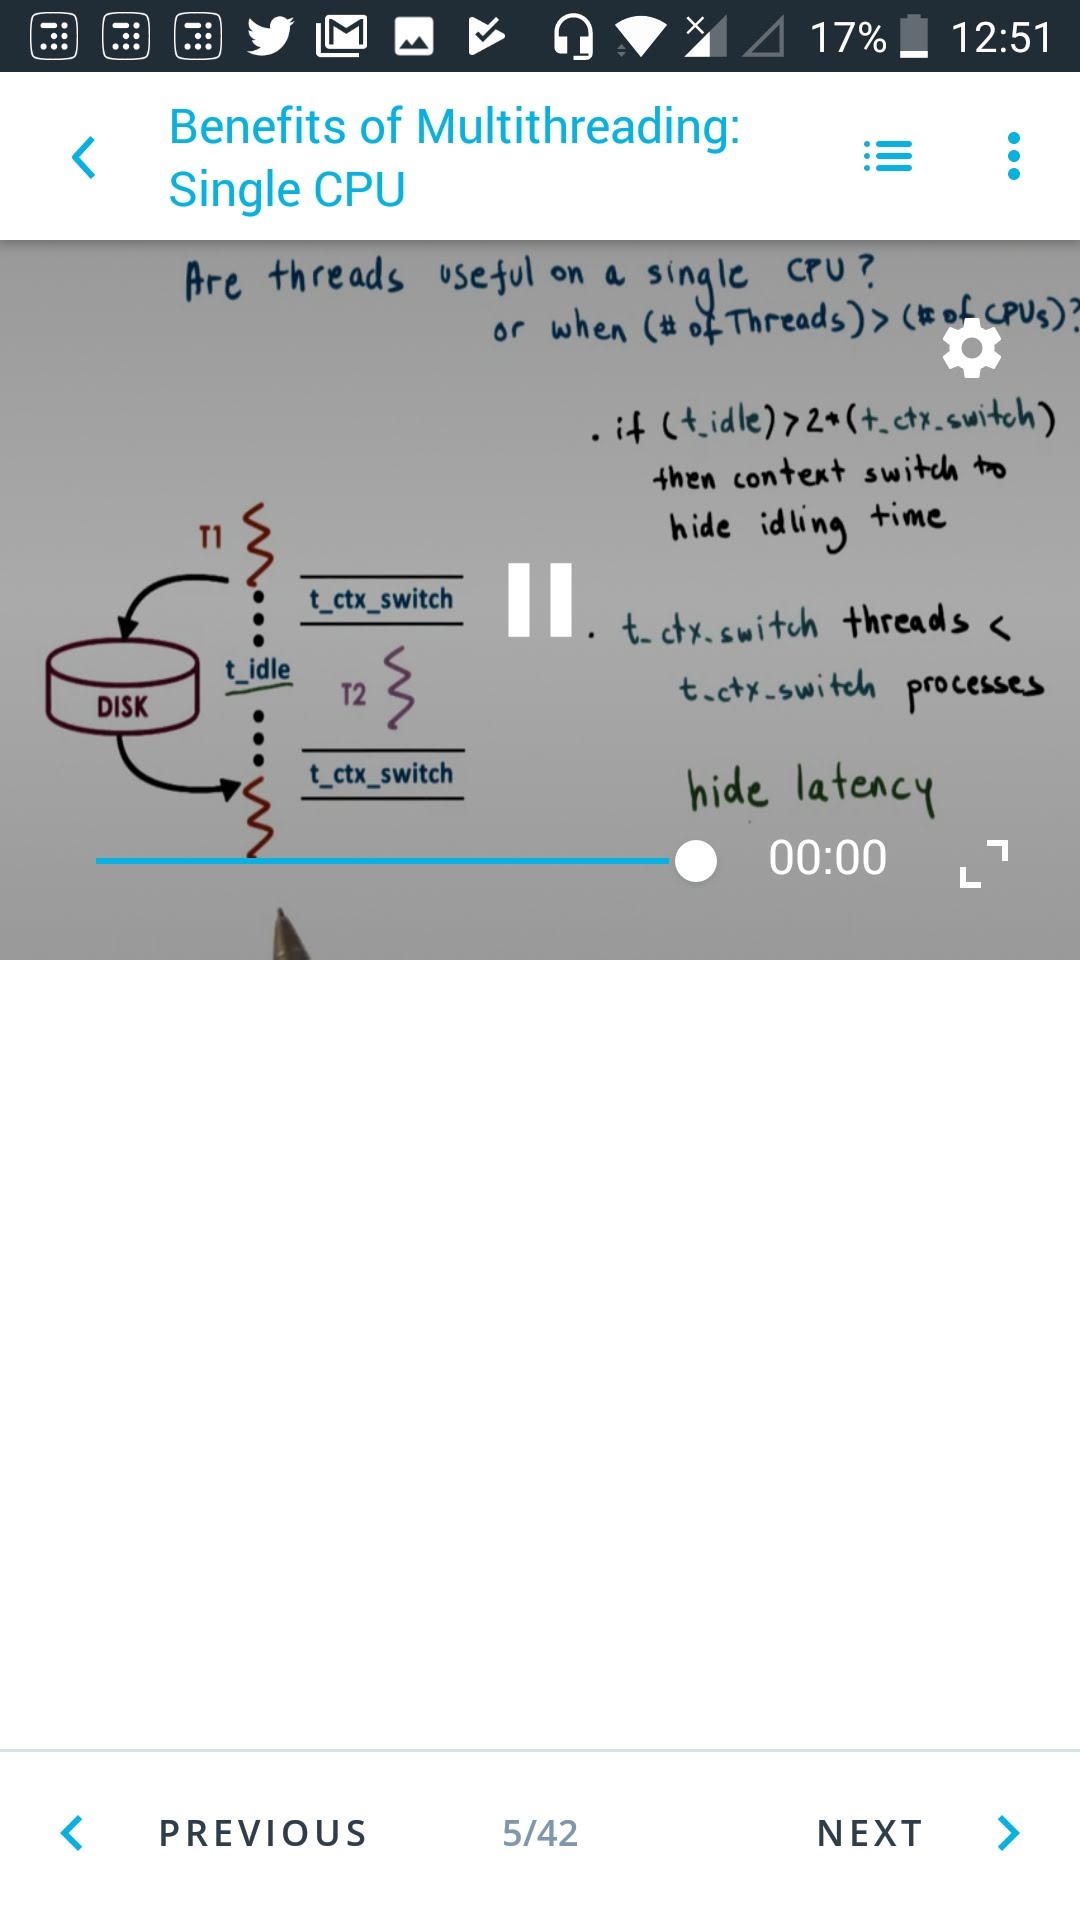 17% 12:51
Benefits of Multithreading:
Single CPU
Are threads useful on a single CPU?
or when (# of Threads) > (# of CPUs)?
. if (t_idle) > 2*(t_ctx_switch)
then context switch to
hide idling time
T1
t_ctx_switch
. t_ctx_switch threads <
t_idle
T2
t_ctx_switch processes
DISK
t_ctx_switch
hide latency
00:00
PREVIOUS 5/42 NEXT